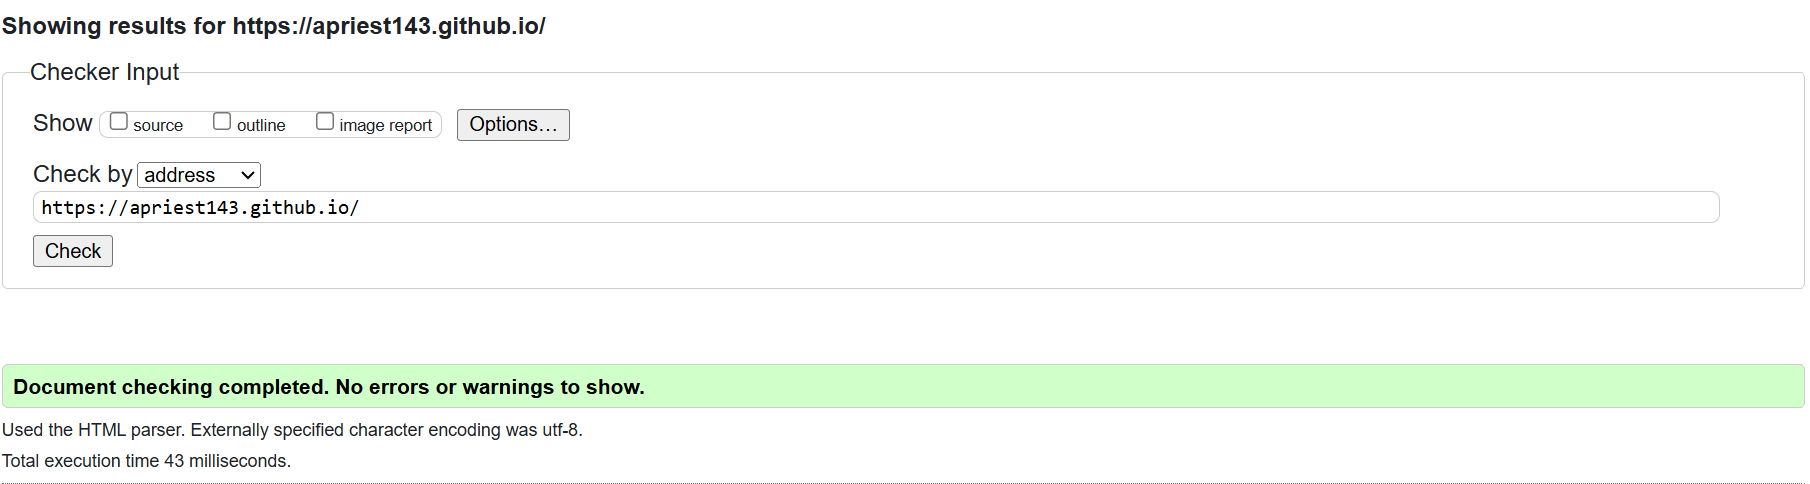 Showing results for https://apriest143.github.io/
Checker Input
Show source outline image report Options...
Check by address
https://apriest143.github.io/
Check
Document checking completed. No errors or warnings to show.
Used the HTML parser. Externally specified character encoding was utf-8.
Total execution time 43 milliseconds.